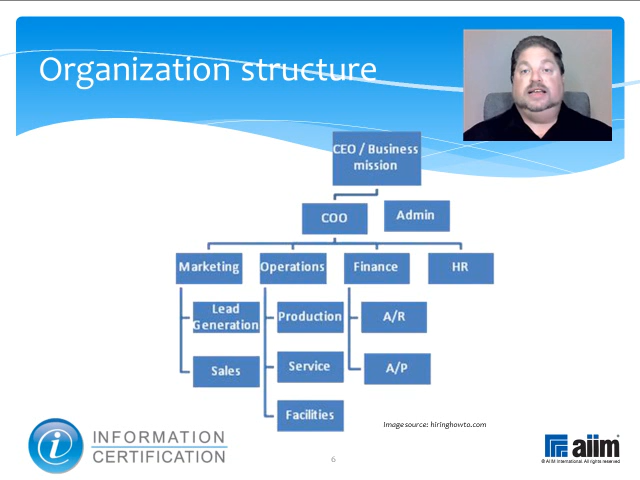 Organization structure
CEO / Business
mission
COO
Admin
Marketing
Operations
Finance
HR
Lead
Generation
Production
A/R
Sales
Service
A/P
Facilities
Image source: hiringhowto.com
INFORMATION
CERTIFICATION
6
aiim
© AIIM International. All rights reserved